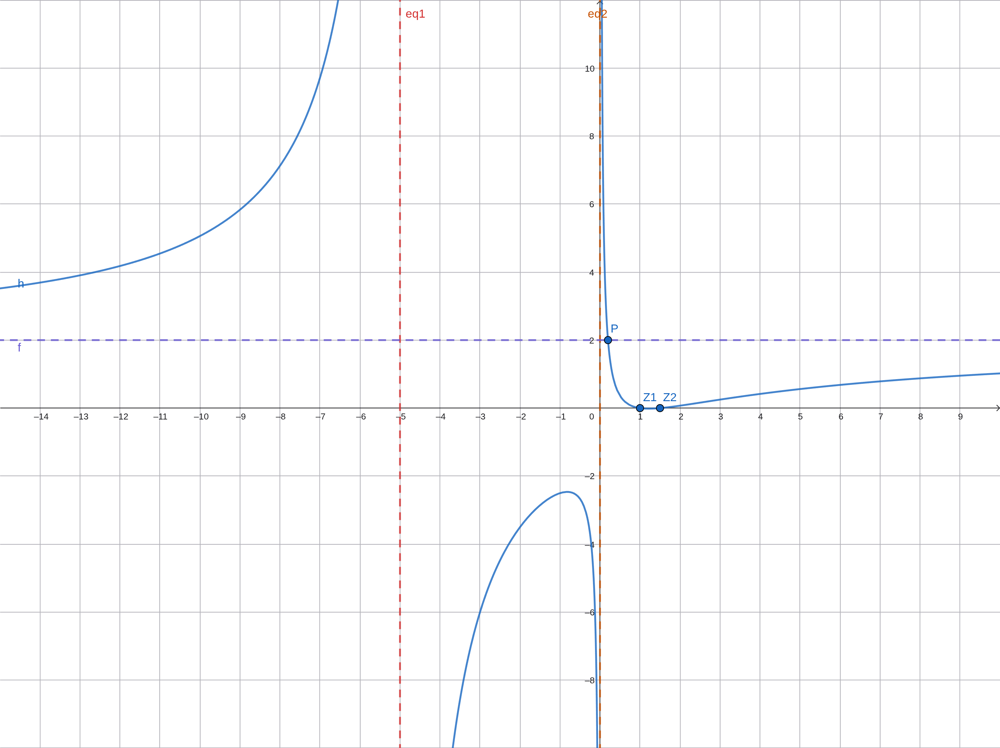 eq1
eq2
10
8
6
4
h
P
2
f
Z1 Z2
–14 –13 –12 –11 –10 –9 –8 –7 –6 –5 –4 –3 –2 –1 0 1 2 3 4 5 6 7 8 9
–2
–4
–6
–8